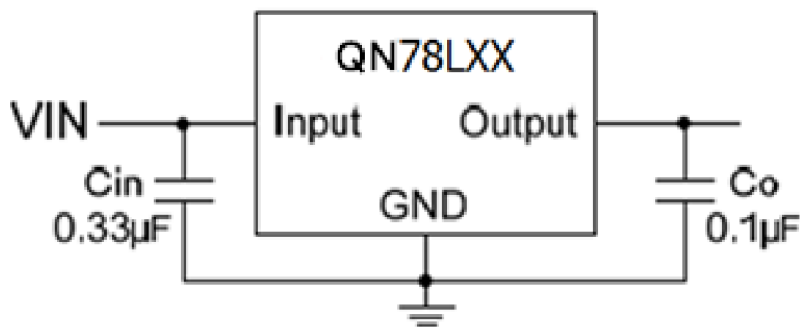 QN78LXX
VIN
Input
Output
Cin
0.33µF
GND
Co
0.1µF